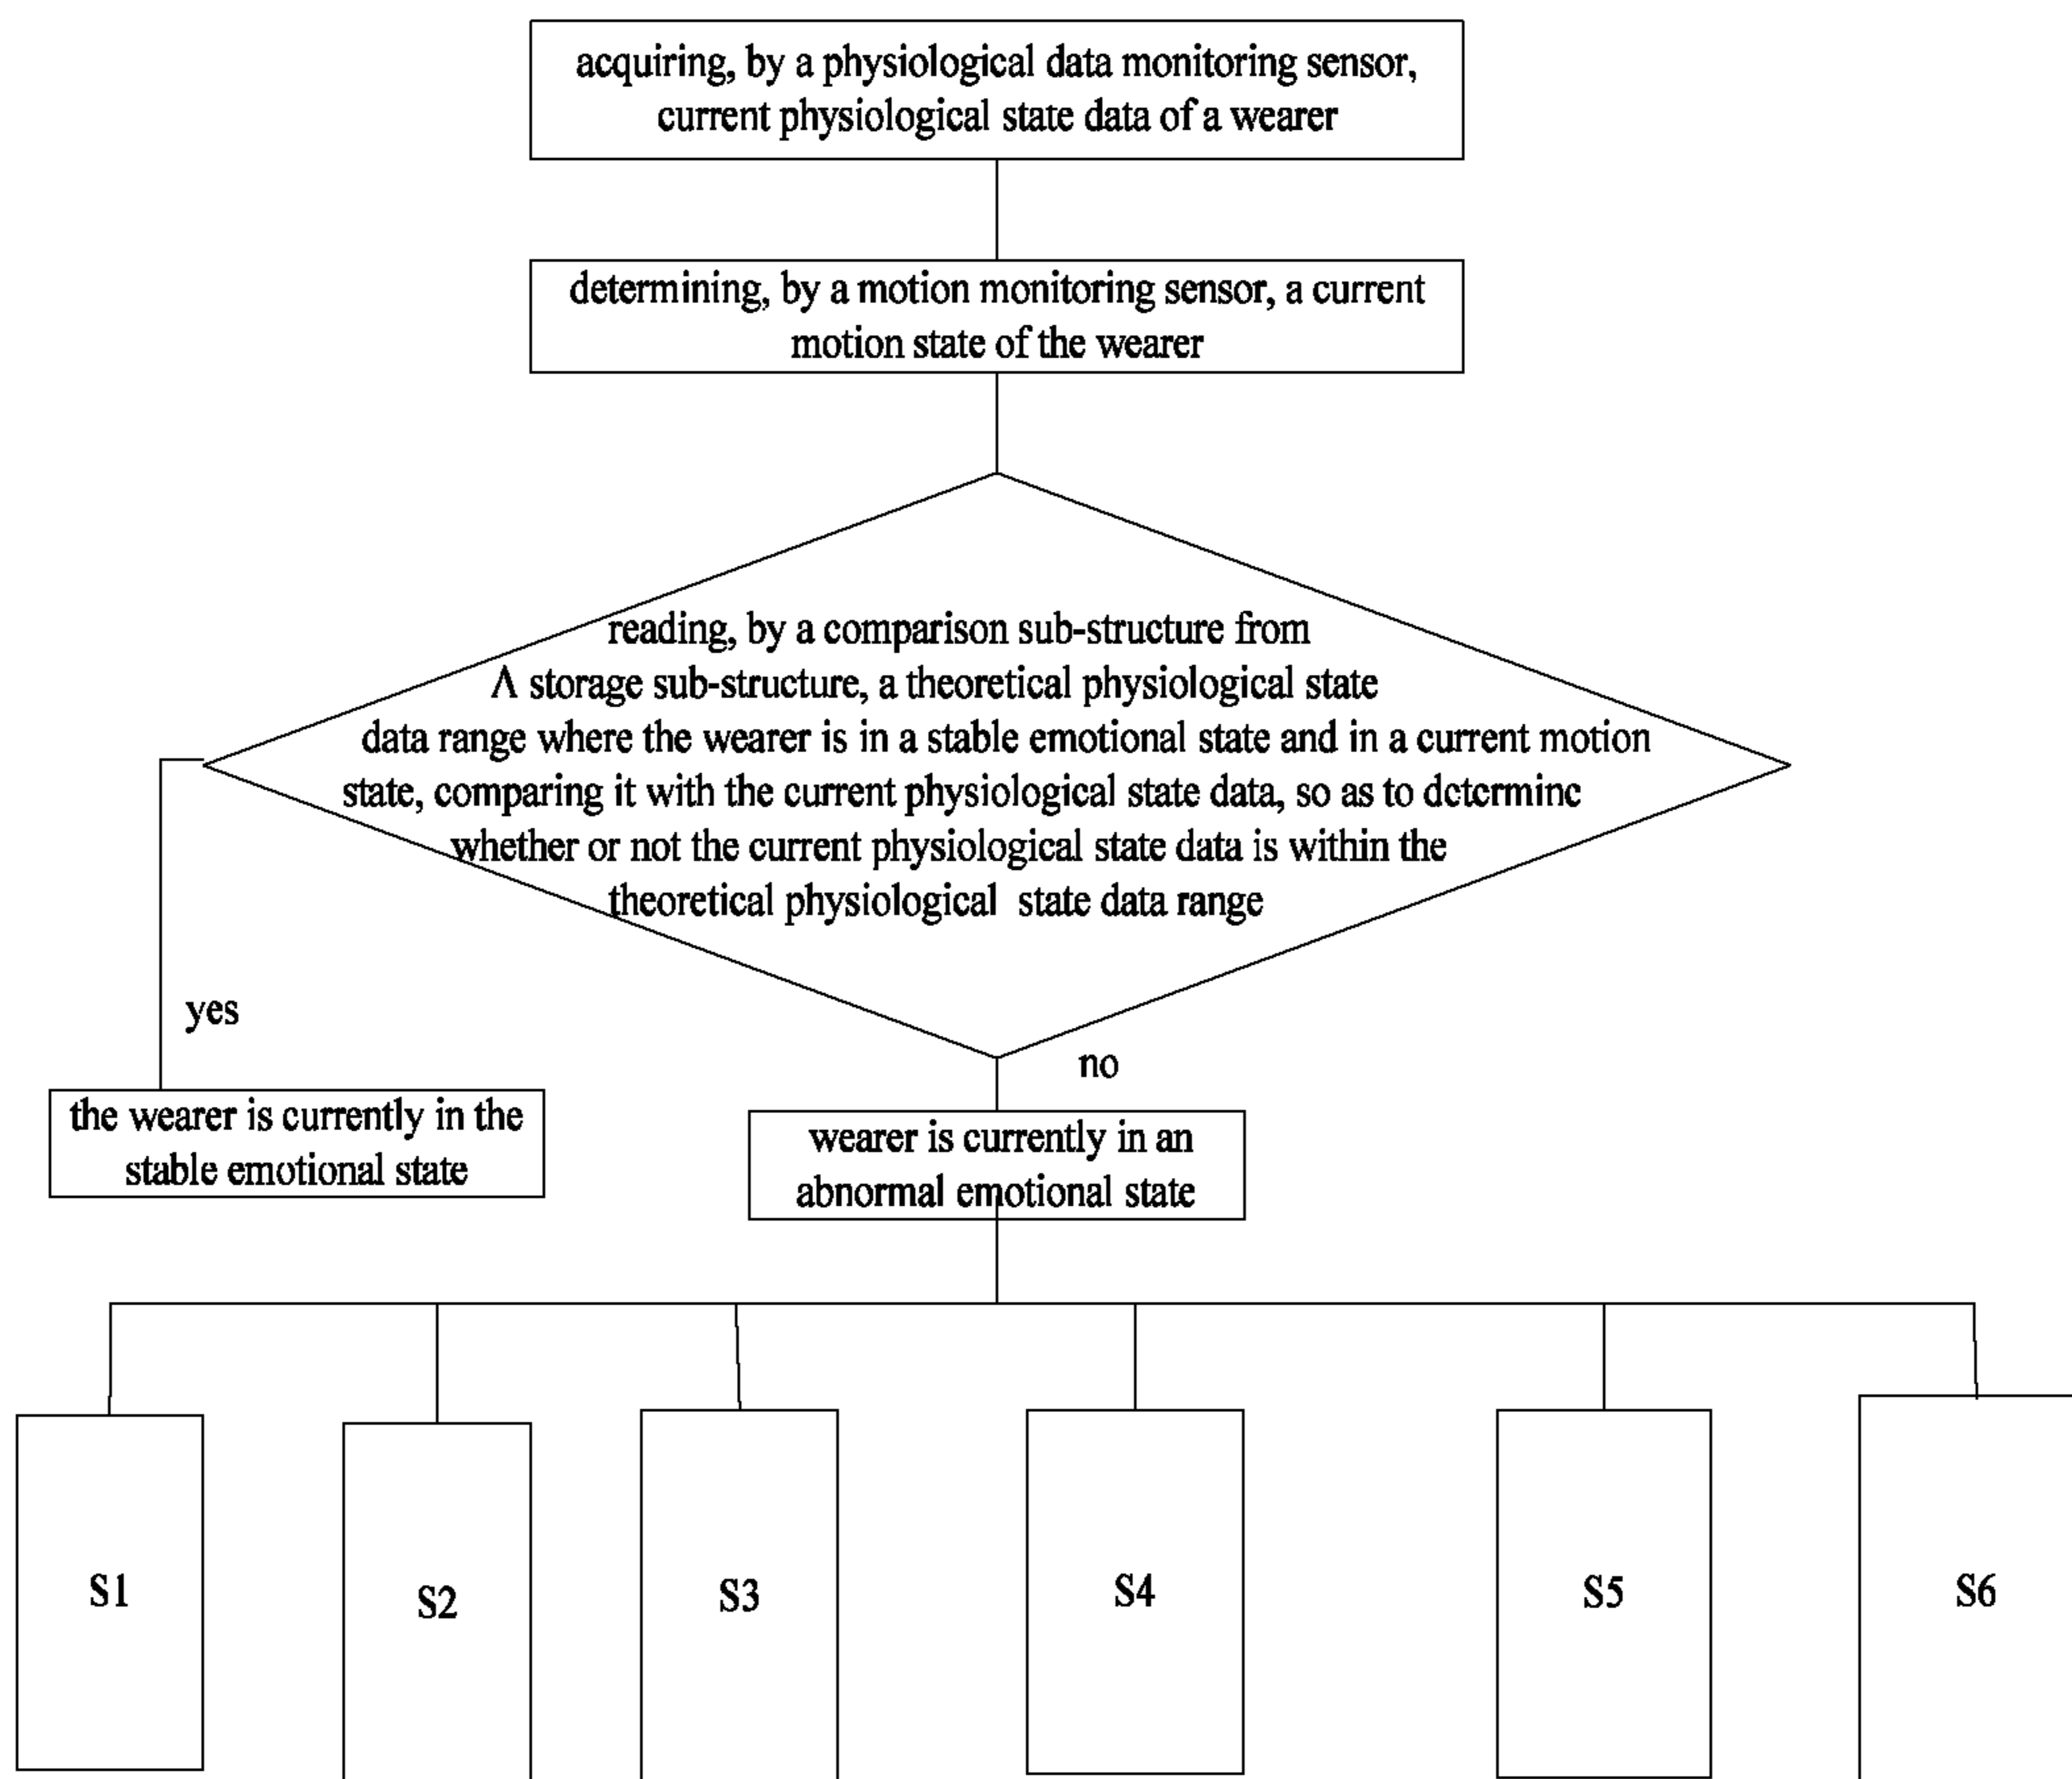 acquiring, by a physiological data monitoring sensor,
current physiological state data of a wearer
determining, by a motion monitoring sensor, a current
motion state of the wearer
reading, by a comparison sub-structure from
A storage sub-structure, a theoretical physiological state
data range where the wearer is in a stable emotional state and in a current motion
state, comparing it with the current physiological state data, so as to determine
whether or not the current physiological state data is within the
theoretical physiological state data range
yes
no
the wearer is currently in the
stable emotional state
wearer is currently in an
abnormal emotional state
S1
S2
S3
S4
S5
S6